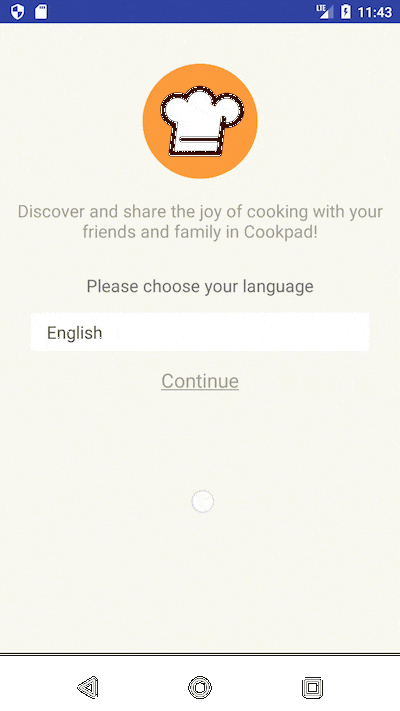 LTE 11:43
Discover and share the joy of cooking with your
friends and family in Cookpad!
Please choose your language
English
Continue